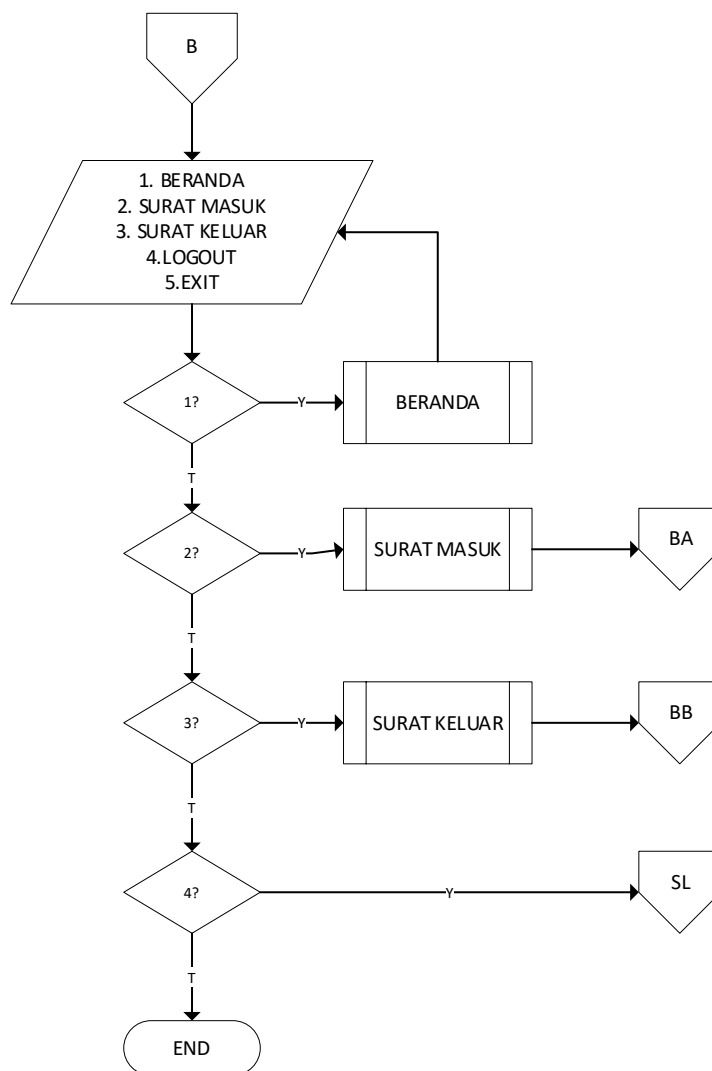 B
1. BERANDA
2. SURAT MASUK
3. SURAT KELUAR
4.LOGOUT
5.EXIT
1?
Y
BERANDA
T
2?
Y
SURAT MASUK
BA
T
3?
Y
SURAT KELUAR
BB
T
4?
Y
SL
T
END